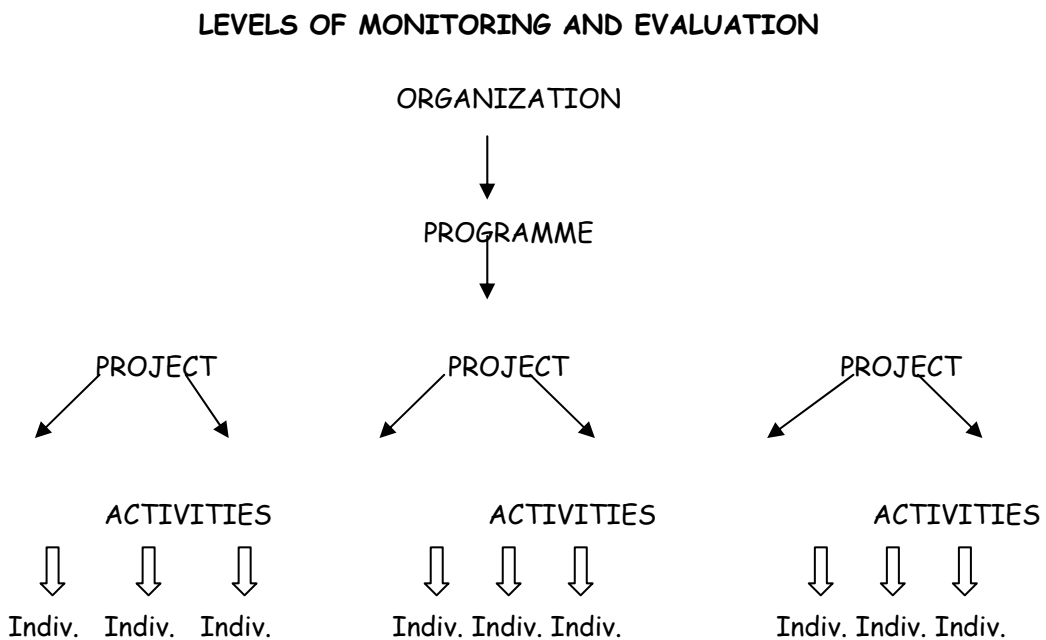 LEVELS OF MONITORING AND EVALUATION
ORGANIZATION
PROGRAMME
PROJECT PROJECT PROJECT
ACTIVITIES ACTIVITIES ACTIVITIES
Indiv. Indiv. Indiv. Indiv. Indiv. Indiv. Indiv. Indiv. Indiv.